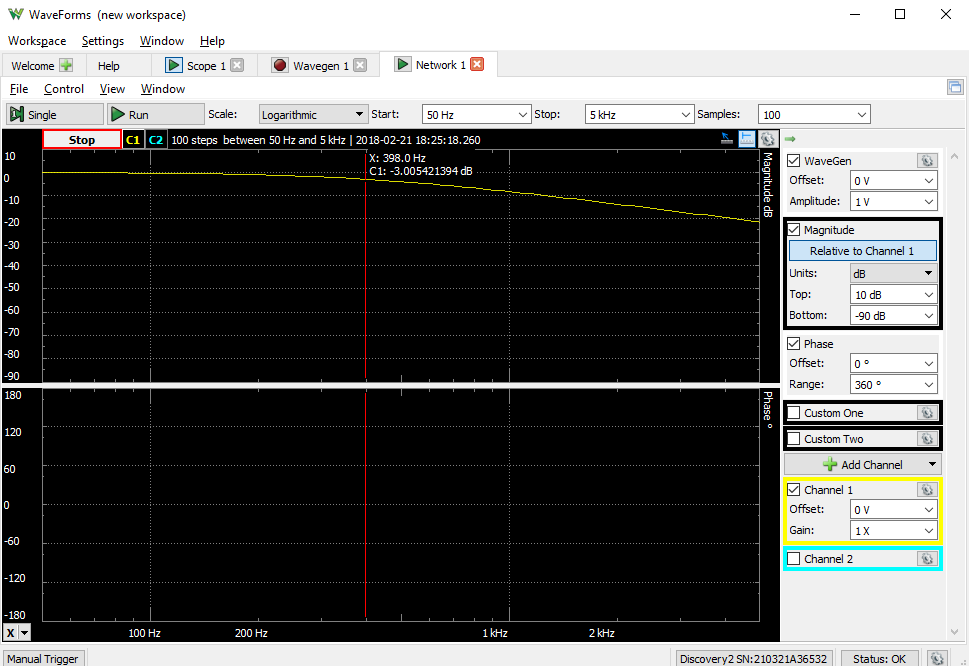 WaveForms (new workspace)
Workspace Settings Window Help
Welcome Help Scope 1 Wavegen 1 Network 1
File Control View Window
Single Run Scale: Logarithmic Start: 50 Hz Stop: 5 kHz Samples: 100
Stop C1 C2 100 steps between 50 Hz and 5 kHz | 2018-02-21 18:25:18.260
X: 398.0 Hz
C1: -3.005421394 dB
10
0
-10
-20
-30
-40
-50
-60
-70
-80
-90
Magnitude dB
180
120
60
0
-60
-120
-180
Phase °
X 100 Hz 200 Hz 1 kHz 2 kHz
WaveGen
Offset: 0 V
Amplitude: 1 V
Magnitude
Relative to Channel 1
Units: dB
Top: 10 dB
Bottom: -90 dB
Phase
Offset: 0 °
Range: 360 °
Custom One
Custom Two
Add Channel
Channel 1
Offset: 0 V
Gain: 1 X
Channel 2
Manual Trigger Discovery2 SN:210321A36532 Status: OK